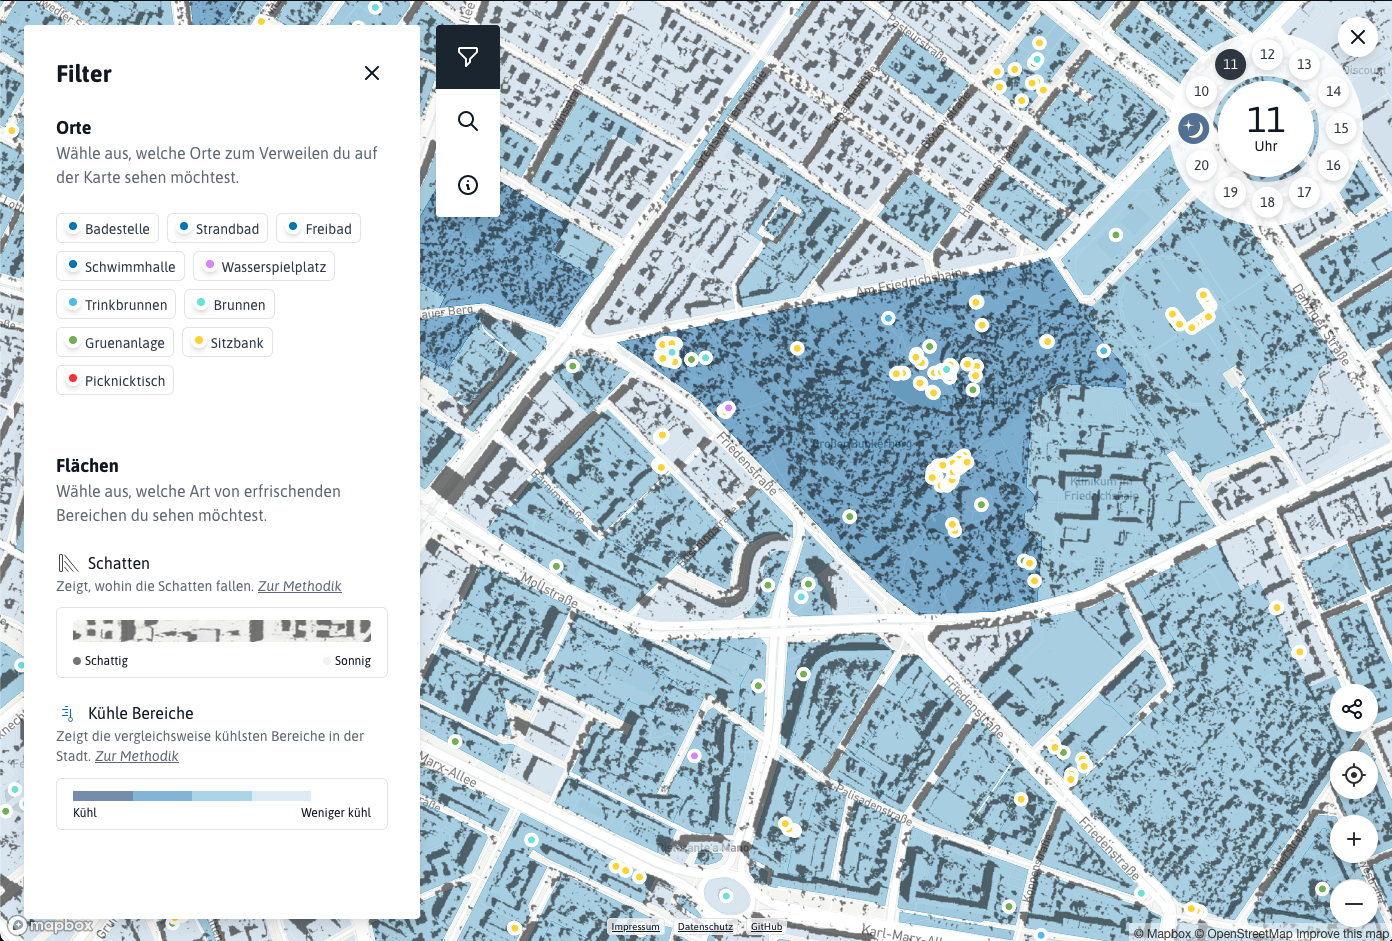 Filter
Orte
Wähle aus, welche Orte zum Verweilen du auf
der Karte sehen möchtest.
Badestelle
Strandbad
Freibad
Schwimmhalle
Wasserspielplatz
Trinkbrunnen
Brunnen
Gruenanlage
Sitzbank
Picknicktisch
Flächen
Wähle aus, welche Art von erfrischenden
Bereichen du sehen möchtest.
Schatten
Zeigt, wohin die Schatten fallen. Zur Methodik
Schattig
Sonnig
Kühle Bereiche
Zeigt die vergleichsweise kühlsten Bereiche in der
Stadt. Zur Methodik
Kühl
Weniger kühl
mapbox
11
12
13
10
14
15
20
16
19
18
17
11
Uhr
Pasteurstraße
Am Friedrichshain
Danziger Straße
auer Berg
Friedenstraße
Klinikum
Friedrichshain
Mollstraße
Friedenstraße
Marx-Allee
Palisadenstraße
Friedenstraße
Karl-Marx-Al
Impressum
Datenschutz
GitHub
© Mapbox © OpenStreetMap Improve this map